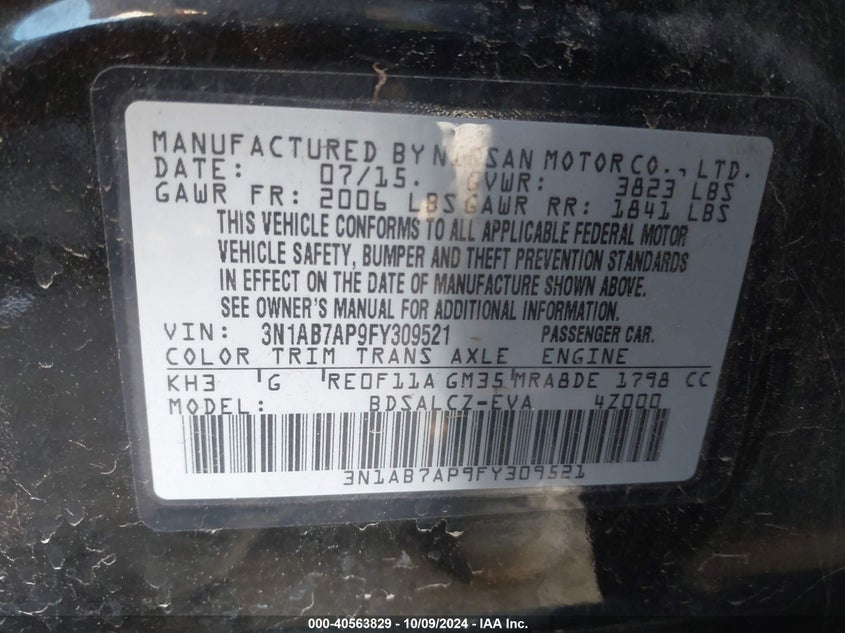 MANUFACTURED BY NISSAN MOTOR CO., LTD.
DATE: 07/15. GVWR: 3823 LBS
GAWR FR: 2006 LBS GAWR RR: 1841 LBS
THIS VEHICLE CONFORMS TO ALL APPLICABLE FEDERAL MOTOR
VEHICLE SAFETY, BUMPER AND THEFT PREVENTION STANDARDS
IN EFFECT ON THE DATE OF MANUFACTURE SHOWN ABOVE.
SEE OWNER'S MANUAL FOR ADDITIONAL INFORMATION.
VIN: 3N1AB7AP9FY309521 PASSENGER CAR.
COLOR TRIM TRANS AXLE ENGINE
KH3 G RE0F11A GM35 MRA8DE 1798 CC
MODEL: BDSALCZ-EVA 4Z000
3N1AB7AP9FY309521
000-40563829 - 10/09/2024 - IAA Inc.